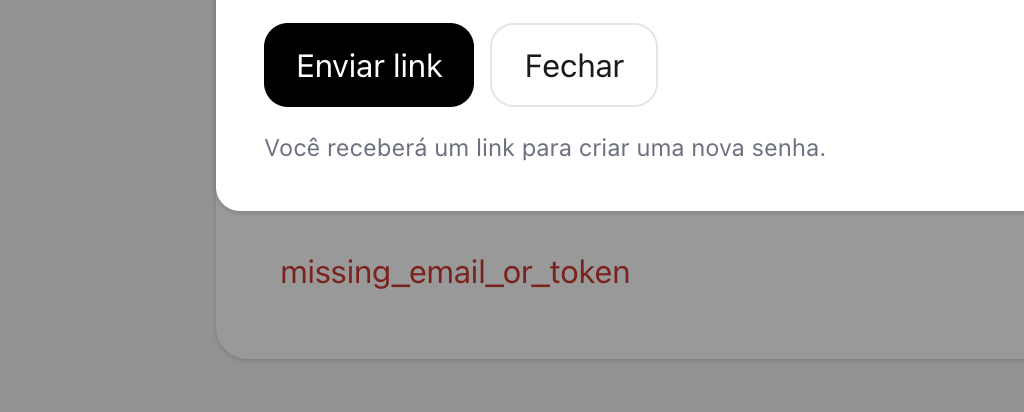 Enviar link Fechar
Você receberá um link para criar uma nova senha.
missing_email_or_token